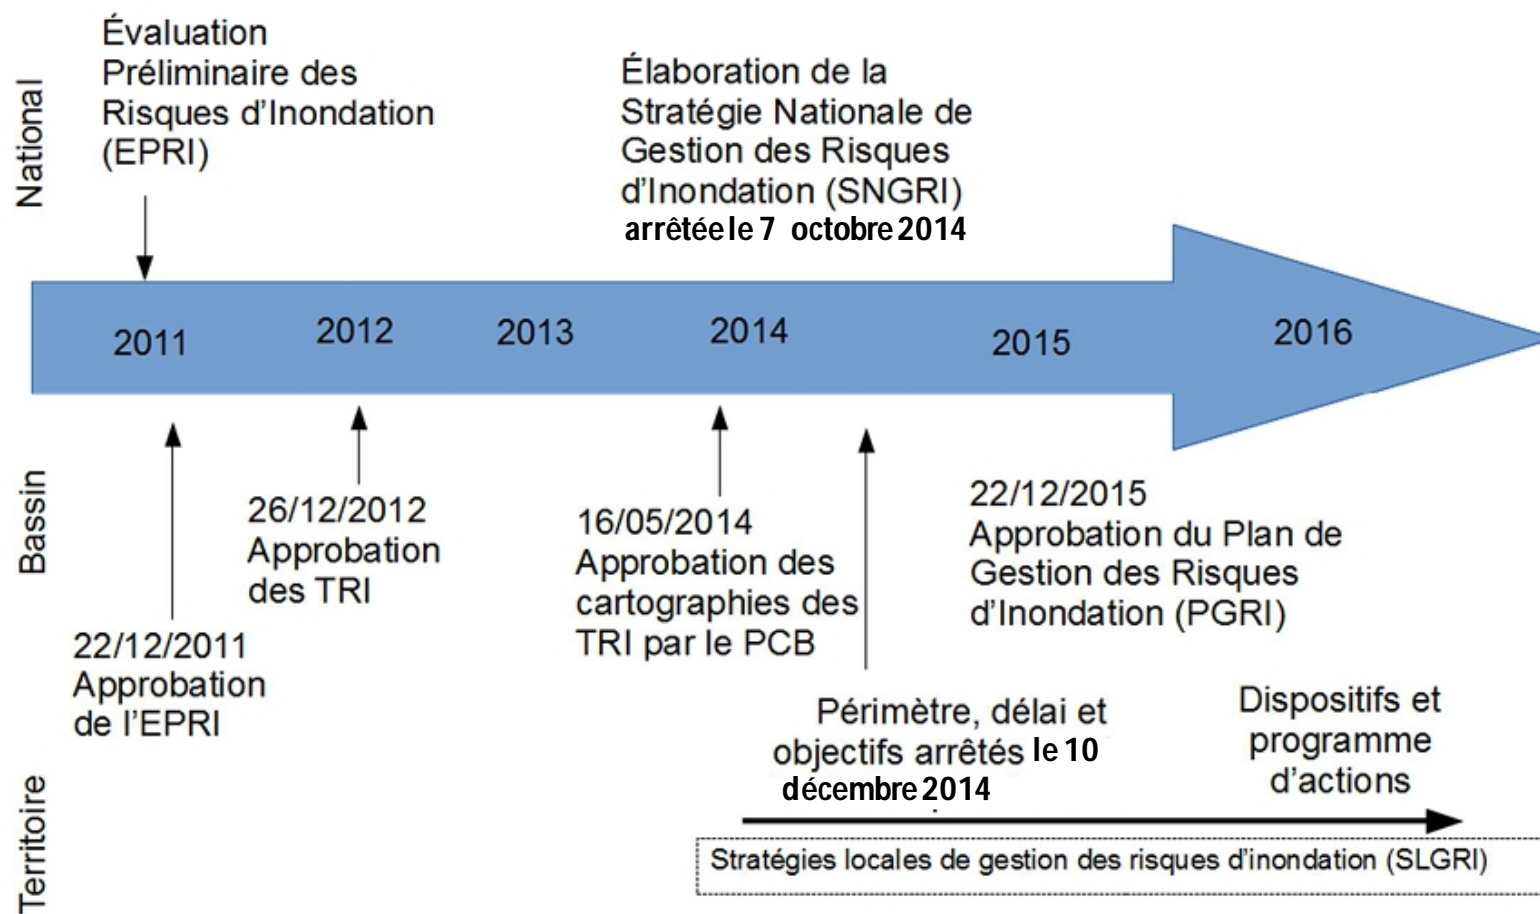 National
Évaluation
Préliminaire des
Risques d'Inondation
(EPRI)
Élaboration de la
Stratégie Nationale de
Gestion des Risques
d'Inondation (SNGRI)
arrêtée le 7 octobre 2014
2011
2012
2013
2014
2015
2016
Bassin
22/12/2011
Approbation
de l'EPRI
26/12/2012
Approbation
des TRI
16/05/2014
Approbation des
cartographies des
TRI par le PCB
22/12/2015
Approbation du Plan de
Gestion des Risques
d'Inondation (PGRI)
Territoire
Périmètre, délai et
objectifs arrêtés le 10
décembre 2014
Dispositifs et
programme
d'actions
Stratégies locales de gestion des risques d'inondation (SLGRI)